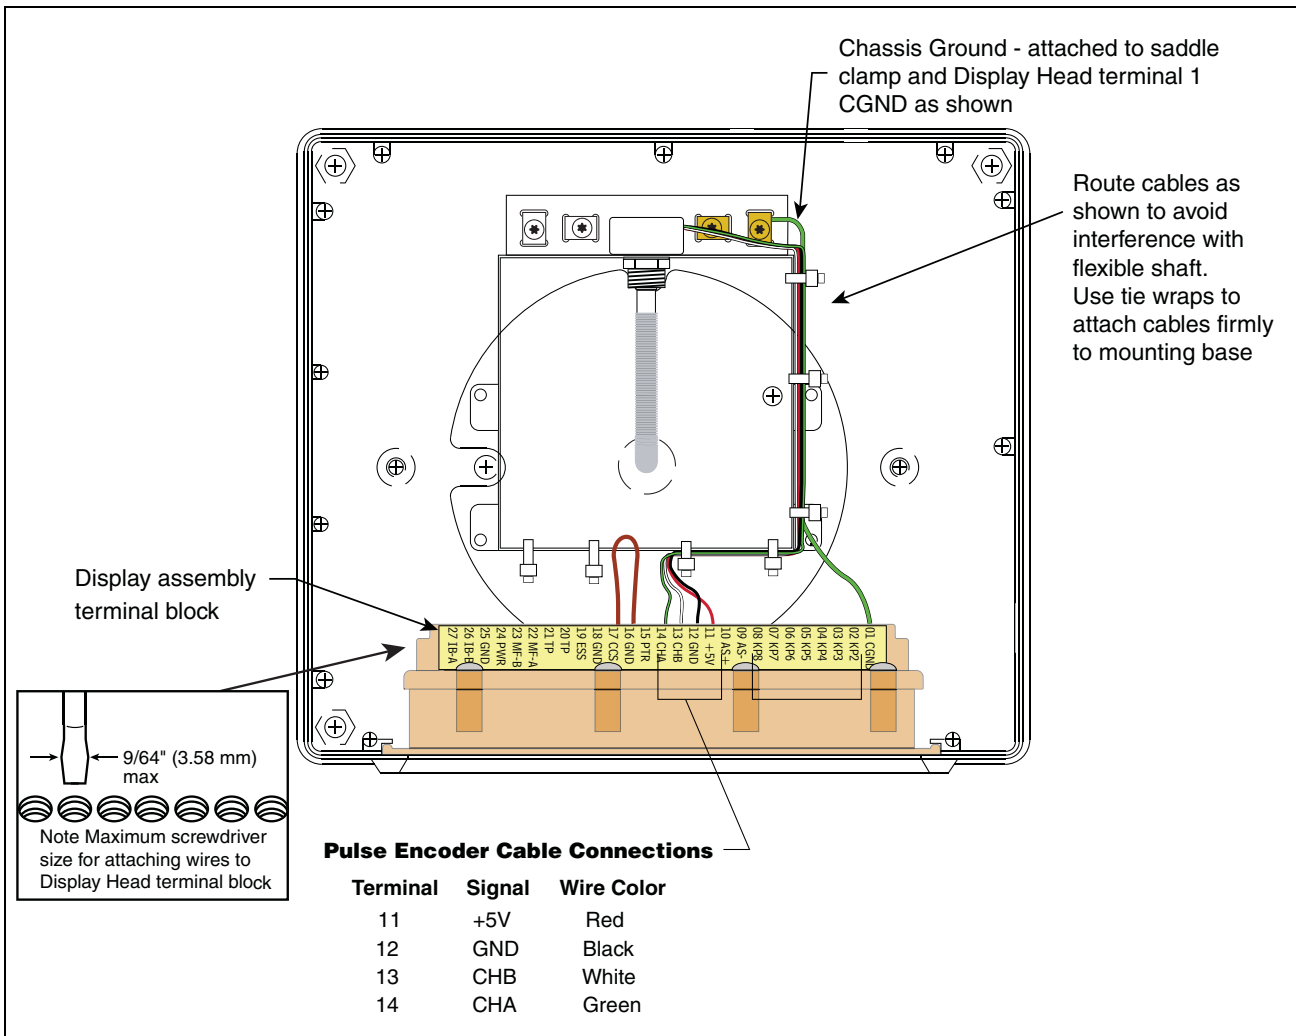 Chassis Ground - attached to saddle
clamp and Display Head terminal 1
CGND as shown
Route cables as
shown to avoid
interference with
flexible shaft.
Use tie wraps to
attach cables firmly
to mounting base
Display assembly
terminal block
27 IB-A
26 IB-B
25 GND
24 PWR
23 MF-B
22 MF-A
21 TP
20 TP
19 ESS
18 GND
17 CCS
16 GND
15 PTR
14 CHA
13 CHB
12 GND
11 +5V
10 AS+
09 AS-
08 KP8
07 KP7
06 KP6
05 KP5
04 KP4
03 KP3
02 KP2
01 CGND
9/64" (3.58 mm)
max
Note Maximum screwdriver
size for attaching wires to
Display Head terminal block
Pulse Encoder Cable Connections
Terminal Signal Wire Color
11 +5V Red
12 GND Black
13 CHB White
14 CHA Green